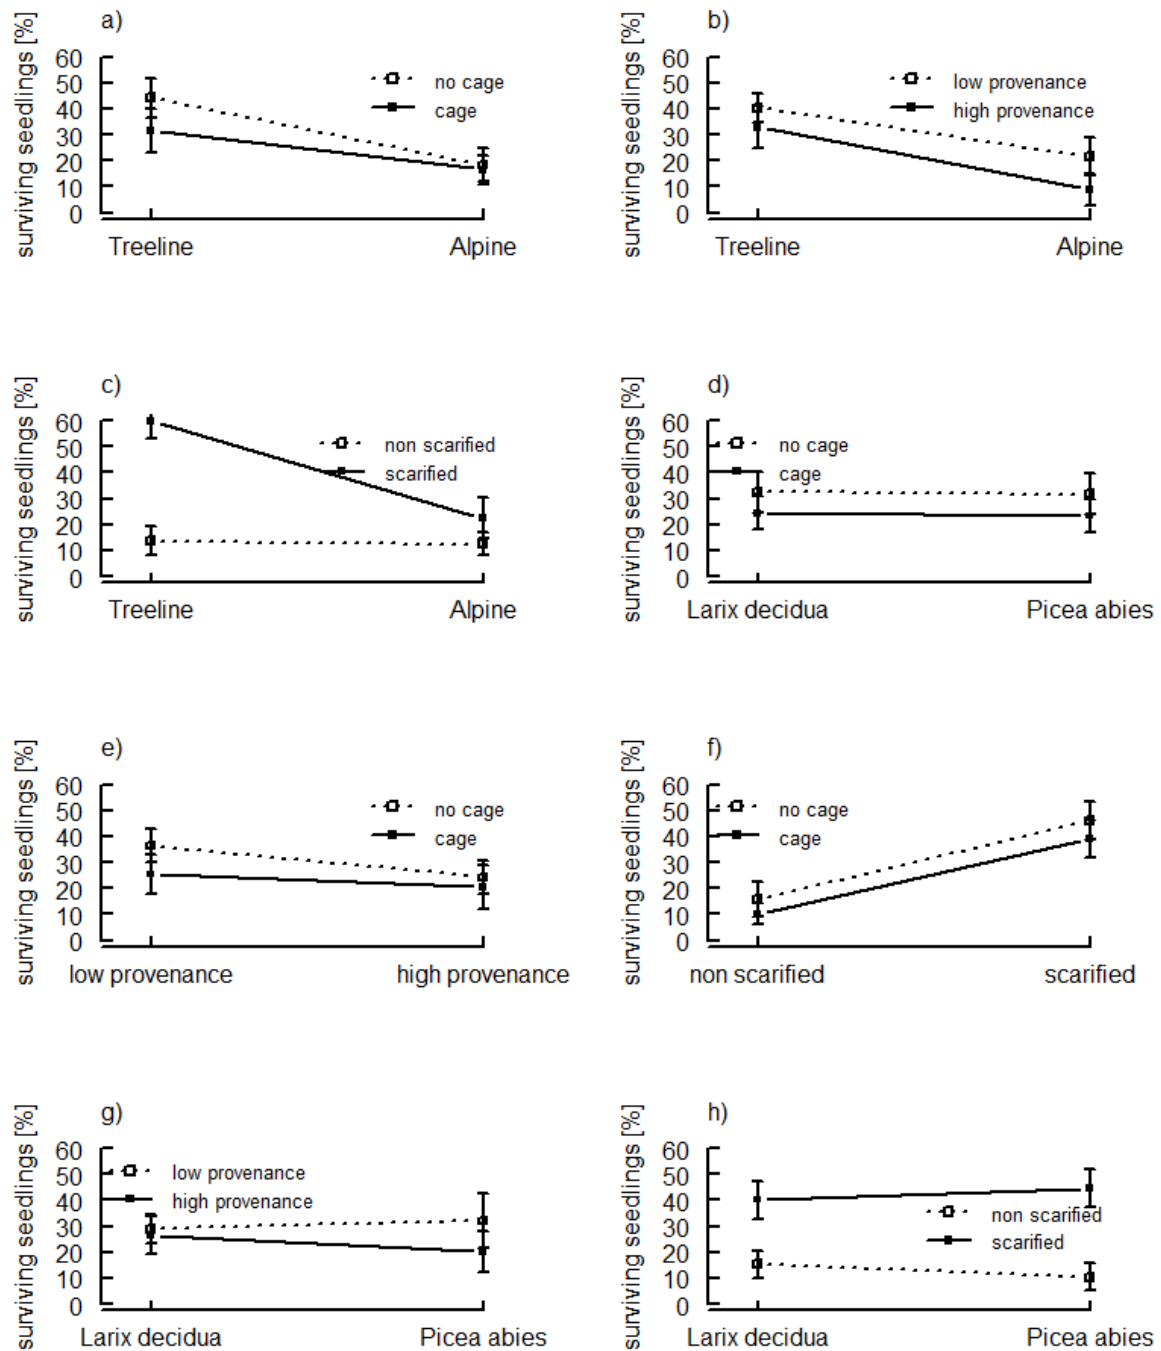 a)
surviving seedlings [%]
60
50
40
30
20
10
0
no cage
cage
Treeline
Alpine
b)
surviving seedlings [%]
60
50
40
30
20
10
0
low provenance
high provenance
Treeline
Alpine
c)
surviving seedlings [%]
60
50
40
30
20
10
0
non scarified
scarified
Treeline
Alpine
d)
surviving seedlings [%]
60
50
40
30
20
10
0
no cage
cage
Larix decidua
Picea abies
e)
surviving seedlings [%]
60
50
40
30
20
10
0
no cage
cage
low provenance
high provenance
f)
surviving seedlings [%]
60
50
40
30
20
10
0
no cage
cage
non scarified
scarified
g)
surviving seedlings [%]
60
50
40
30
20
10
0
low provenance
high provenance
Larix decidua
Picea abies
h)
surviving seedlings [%]
60
50
40
30
20
10
0
non scarified
scarified
Larix decidua
Picea abies